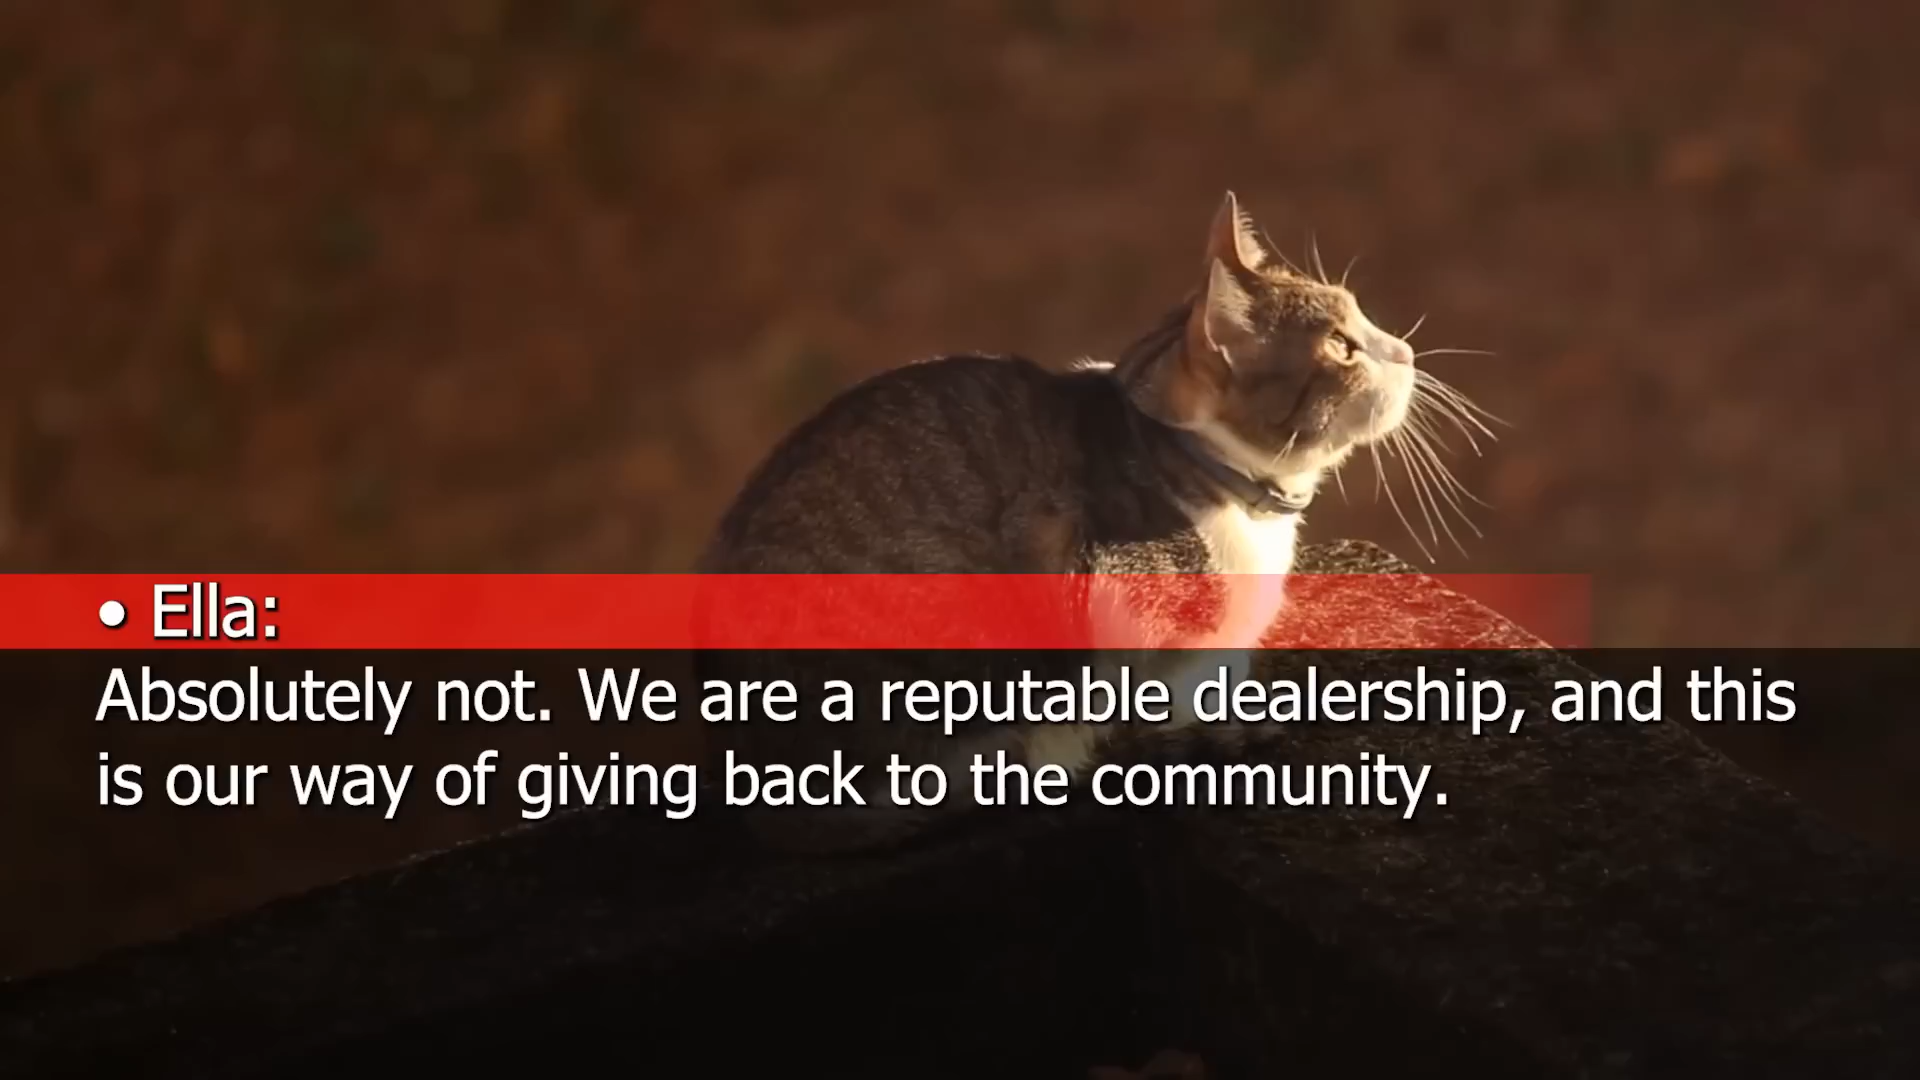 • Ella:
Absolutely not. We are a reputable dealership, and this
is our way of giving back to the community.